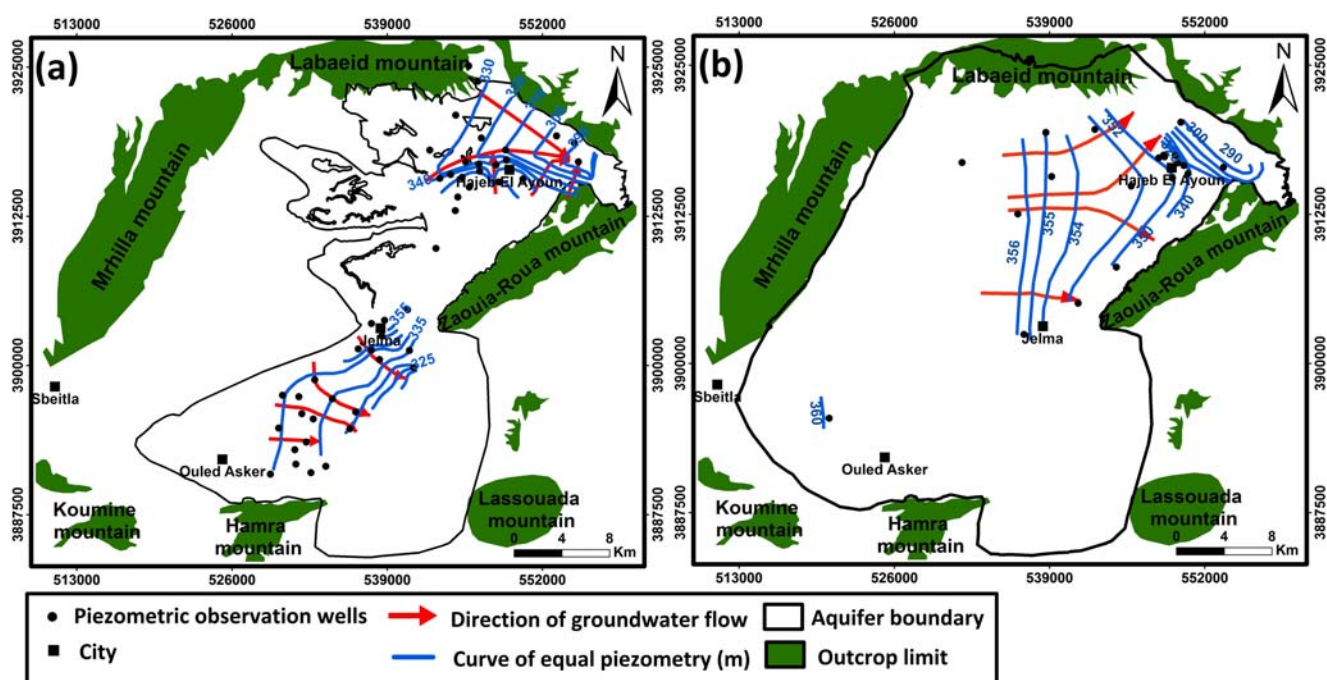 513000 526000 539000 552000
(a)
Labaeid mountain
N
3925000
330
Mrhilla mountain
340
Hajeb El Ayoun
3912500
Zaouia-Roua mountain
355
Jelma
335
325
3900000
Sbeitla
Ouled Asker
Koumine
mountain
Hamra
mountain
Lassouada
mountain
3887500
0 4 8
Km
513000 526000 539000 552000
513000 526000 539000 552000
(b)
Labaeid mountain
N
3925000
3925000
Mrhilla mountain
352
300
290
Hajeb El Ayoun
340
350
356
355
354
3912500
3912500
Zaouia-Roua mountain
Jelma
3900000
3900000
Sbeitla
360
Ouled Asker
Koumine
mountain
Hamra
mountain
Lassouada
mountain
3887500
3887500
0 4 8
Km
513000 526000 539000 552000
Piezometric observation wells
Direction of groundwater flow
Aquifer boundary
City
Curve of equal piezometry (m)
Outcrop limit